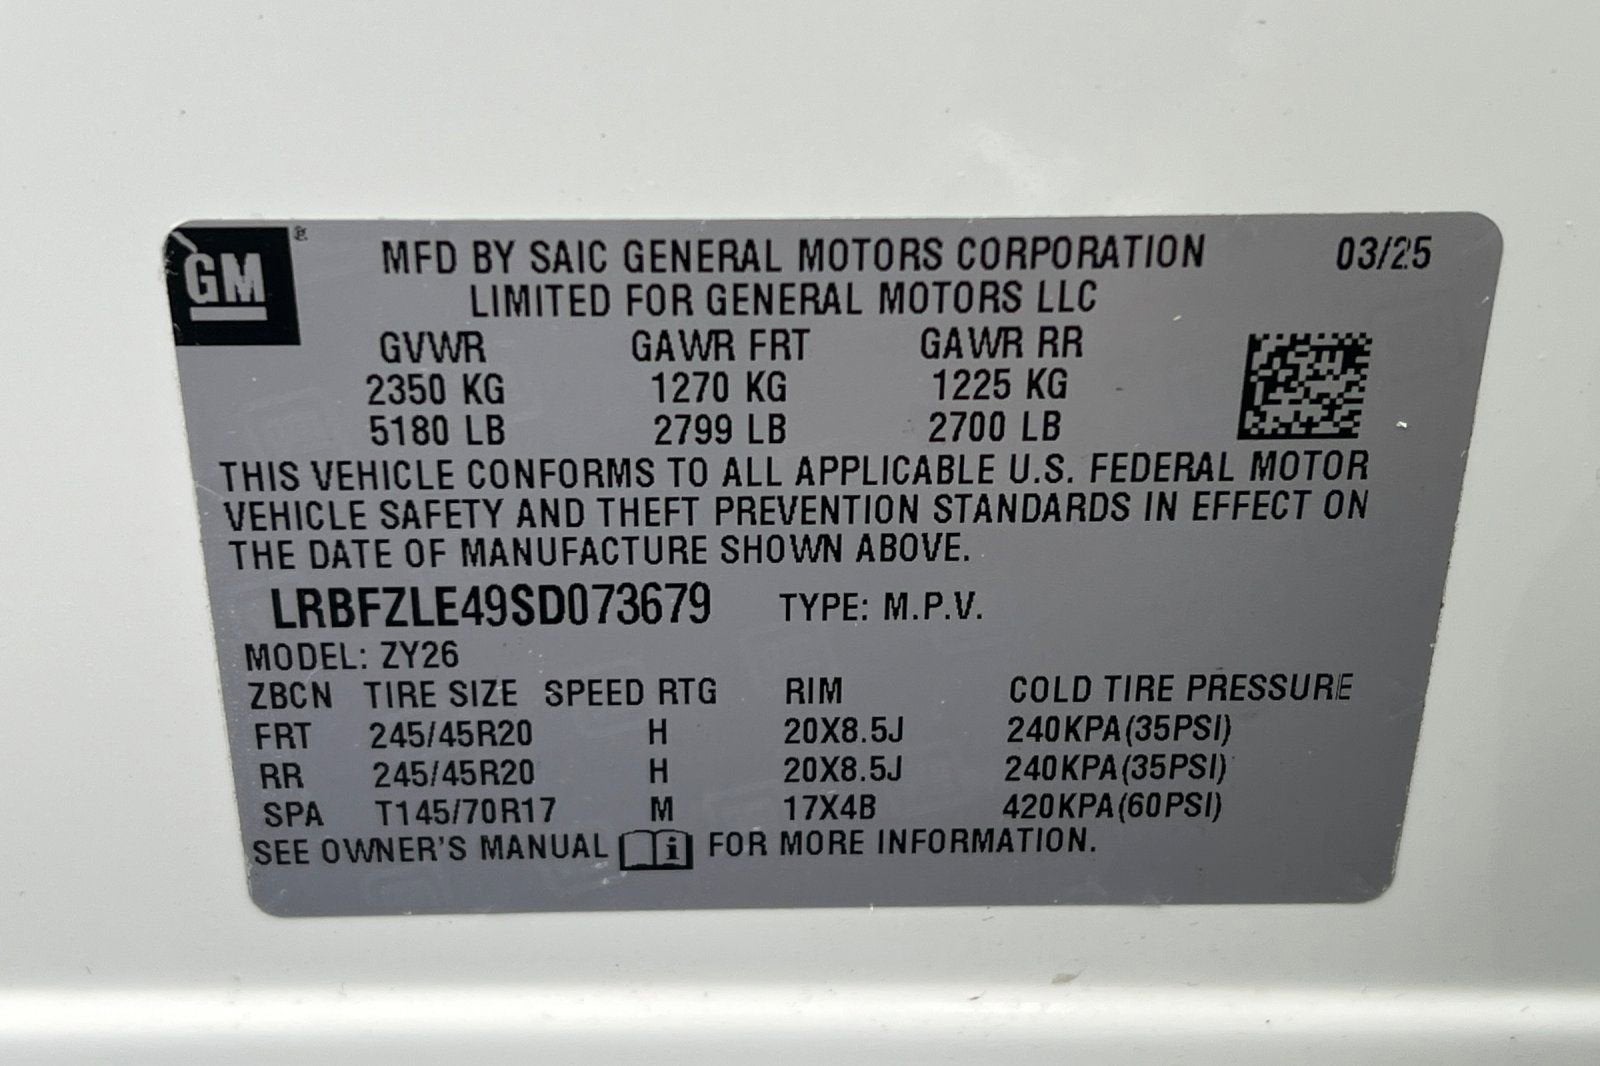 GM
MFD BY SAIC GENERAL MOTORS CORPORATION 03/25
LIMITED FOR GENERAL MOTORS LLC
GVWR GAWR FRT GAWR RR
2350 KG 1270 KG 1225 KG
5180 LB 2799 LB 2700 LB
THIS VEHICLE CONFORMS TO ALL APPLICABLE U.S. FEDERAL MOTOR
VEHICLE SAFETY AND THEFT PREVENTION STANDARDS IN EFFECT ON
THE DATE OF MANUFACTURE SHOWN ABOVE.
LRBFZLE49SD073679 TYPE: M.P.V.
MODEL: ZY26
ZBCN TIRE SIZE SPEED RTG RIM COLD TIRE PRESSURE
FRT 245/45R20 H 20X8.5J 240KPA(35PSI)
RR 245/45R20 H 20X8.5J 240KPA(35PSI)
SPA T145/70R17 M 17X4B 420KPA(60PSI)
SEE OWNER'S MANUAL i FOR MORE INFORMATION.